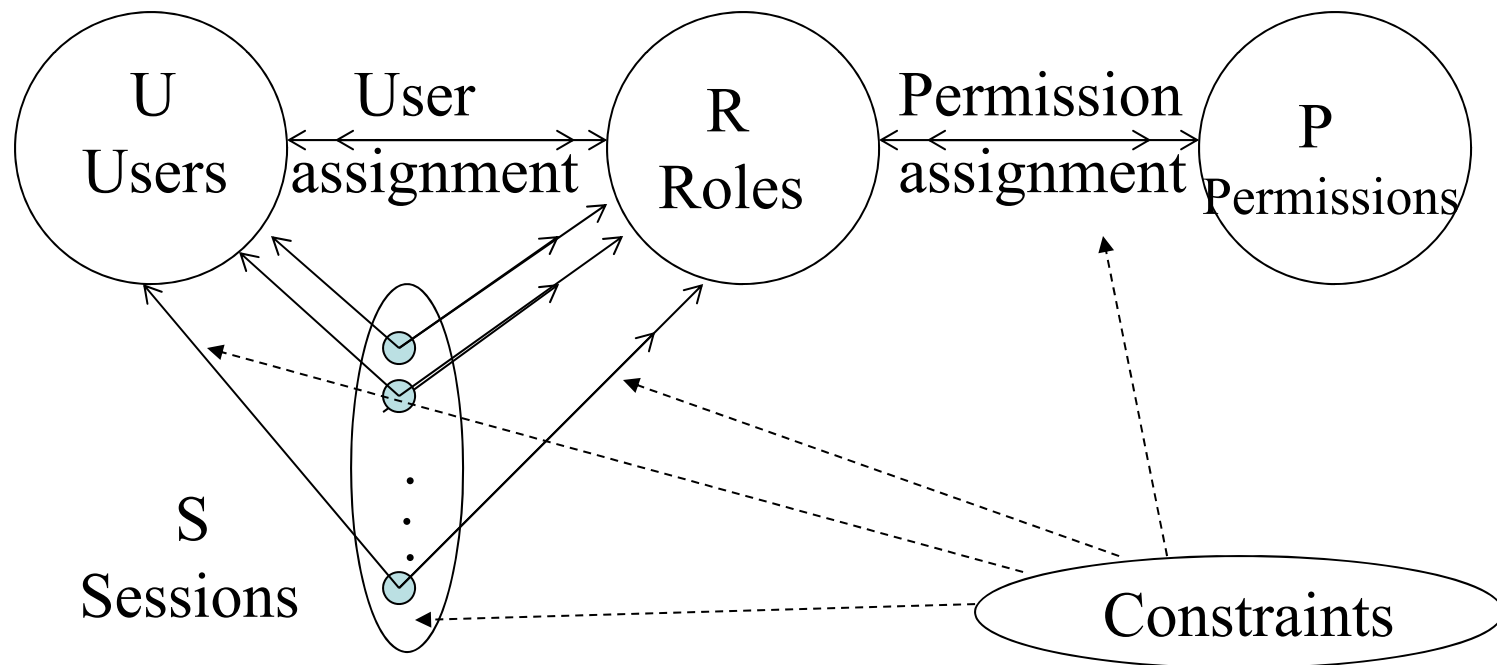 U
Users
User
assignment
R
Roles
Permission
assignment
P
Permissions
S
Sessions
Constraints